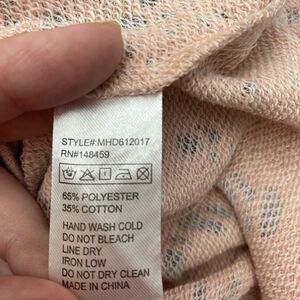 STYLE#:MHD612017
RN#148459
65% POLYESTER
35% COTTON
HAND WASH COLD
DO NOT BLEACH
LINE DRY
IRON LOW
DO NOT DRY CLEAN
MADE IN CHINA